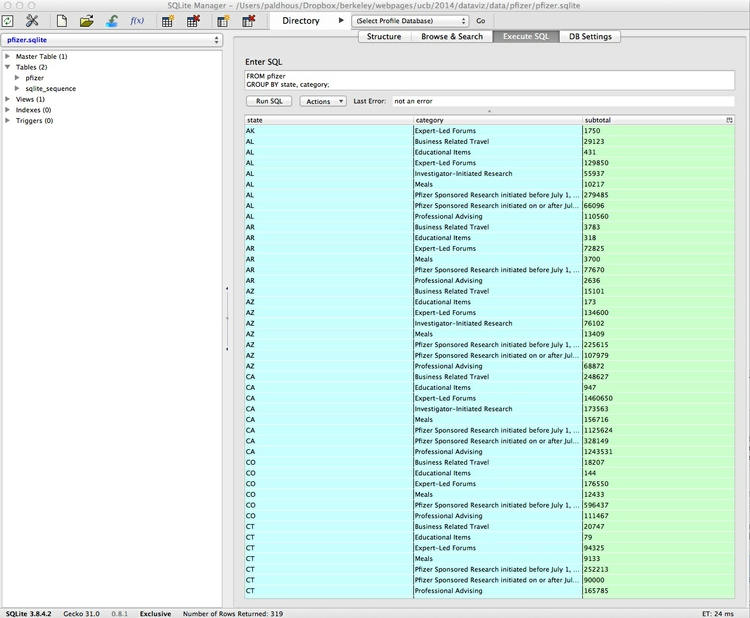 SQLite Manager - /Users/paldhous/Dropbox/berkeley/webpages/ucb/2014/dataviz/data/pfizer/pfizer.sqlite
f(x) Directory (Select Profile Database) Go
pfizer.sqlite
Master Table (1)
Tables (2)
pfizer
sqlite_sequence
Views (1)
Indexes (0)
Triggers (0)
Structure Browse & Search Execute SQL DB Settings
Enter SQL
FROM pfizer
GROUP BY state, category;
Run SQL Actions Last Error: not an error
state category subtotal
AK Expert-Led Forums 1750
AL Business Related Travel 29123
AL Educational Items 431
AL Expert-Led Forums 129850
AL Investigator-Initiated Research 55937
AL Meals 10217
AL Pfizer Sponsored Research initiated before July 1, ... 279485
AL Pfizer Sponsored Research initiated on or after Jul... 66096
AL Professional Advising 110560
AR Business Related Travel 3783
AR Educational Items 318
AR Expert-Led Forums 72825
AR Meals 3700
AR Pfizer Sponsored Research initiated before July 1, ... 77670
AR Professional Advising 2636
AZ Business Related Travel 15101
AZ Educational Items 173
AZ Expert-Led Forums 134600
AZ Investigator-Initiated Research 76102
AZ Meals 13409
AZ Pfizer Sponsored Research initiated before July 1, ... 225615
AZ Pfizer Sponsored Research initiated on or after Jul... 107979
AZ Professional Advising 68872
CA Business Related Travel 248627
CA Educational Items 947
CA Expert-Led Forums 1460650
CA Investigator-Initiated Research 173563
CA Meals 156716
CA Pfizer Sponsored Research initiated before July 1, ... 1125624
CA Pfizer Sponsored Research initiated on or after Jul... 328149
CA Professional Advising 1243531
CO Business Related Travel 18207
CO Educational Items 144
CO Expert-Led Forums 176550
CO Meals 12433
CO Pfizer Sponsored Research initiated before July 1, ... 596437
CO Professional Advising 111467
CT Business Related Travel 20747
CT Educational Items 79
CT Expert-Led Forums 94325
CT Meals 9133
CT Pfizer Sponsored Research initiated before July 1, ... 252213
CT Pfizer Sponsored Research initiated on or after Jul... 90000
CT Professional Advising 165785
SQLite 3.8.4.2 Gecko 31.0 0.8.1 Exclusive Number of Rows Returned: 319 ET: 24 ms